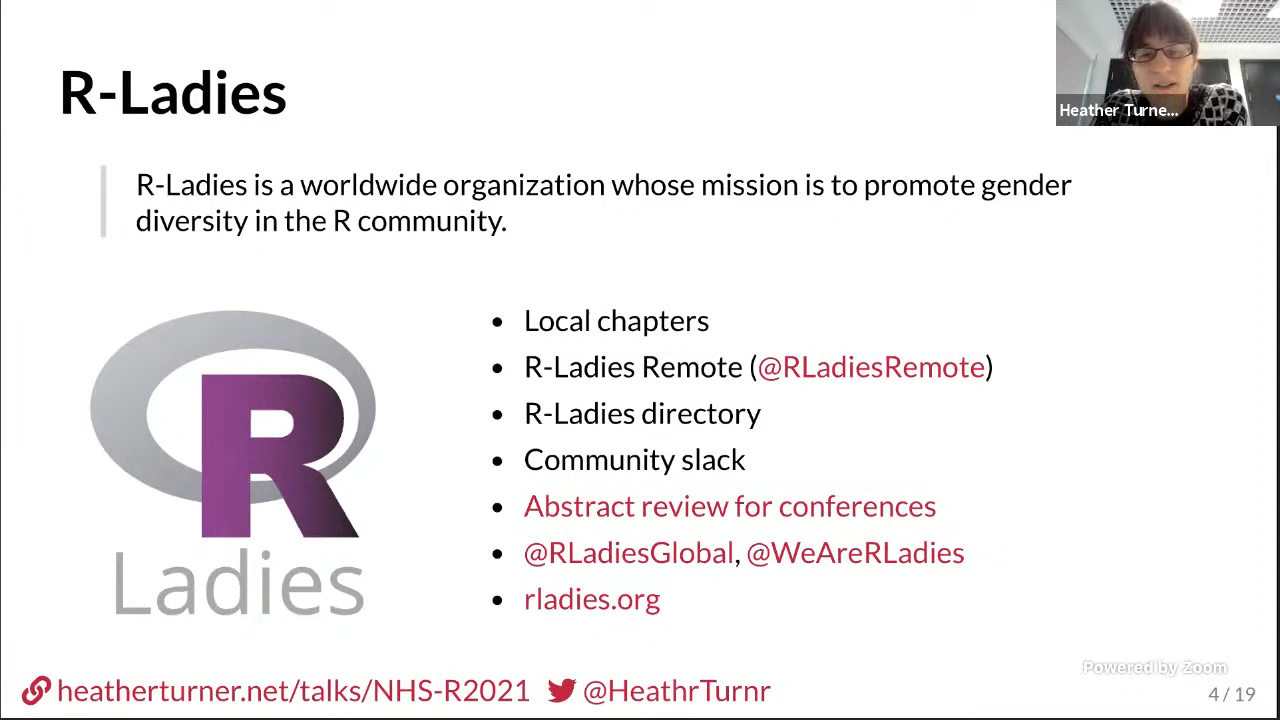 R-Ladies
Heather Turne...
R-Ladies is a worldwide organization whose mission is to promote gender
diversity in the R community.
R
Ladies
• Local chapters
• R-Ladies Remote (@RLadiesRemote)
• R-Ladies directory
• Community slack
• Abstract review for conferences
• @RLadiesGlobal, @WeAreRLadies
• rladies.org
Powered by Zoom
heatherturner.net/talks/NHS-R2021 @HeathrTurnr
4 / 19